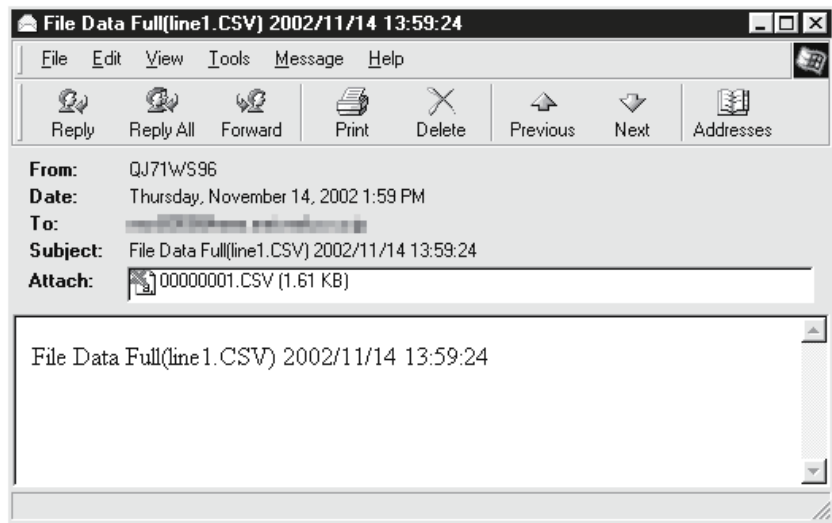 File Data Full(line1.CSV) 2002/11/14 13:59:24
File Edit View Tools Message Help
Reply Reply All Forward Print Delete Previous Next Addresses
From: QJ71WS96
Date: Thursday, November 14, 2002 1:59 PM
To:
Subject: File Data Full(line1.CSV) 2002/11/14 13:59:24
Attach: 00000001.CSV (1.61 KB)
File Data Full(line1.CSV) 2002/11/14 13:59:24